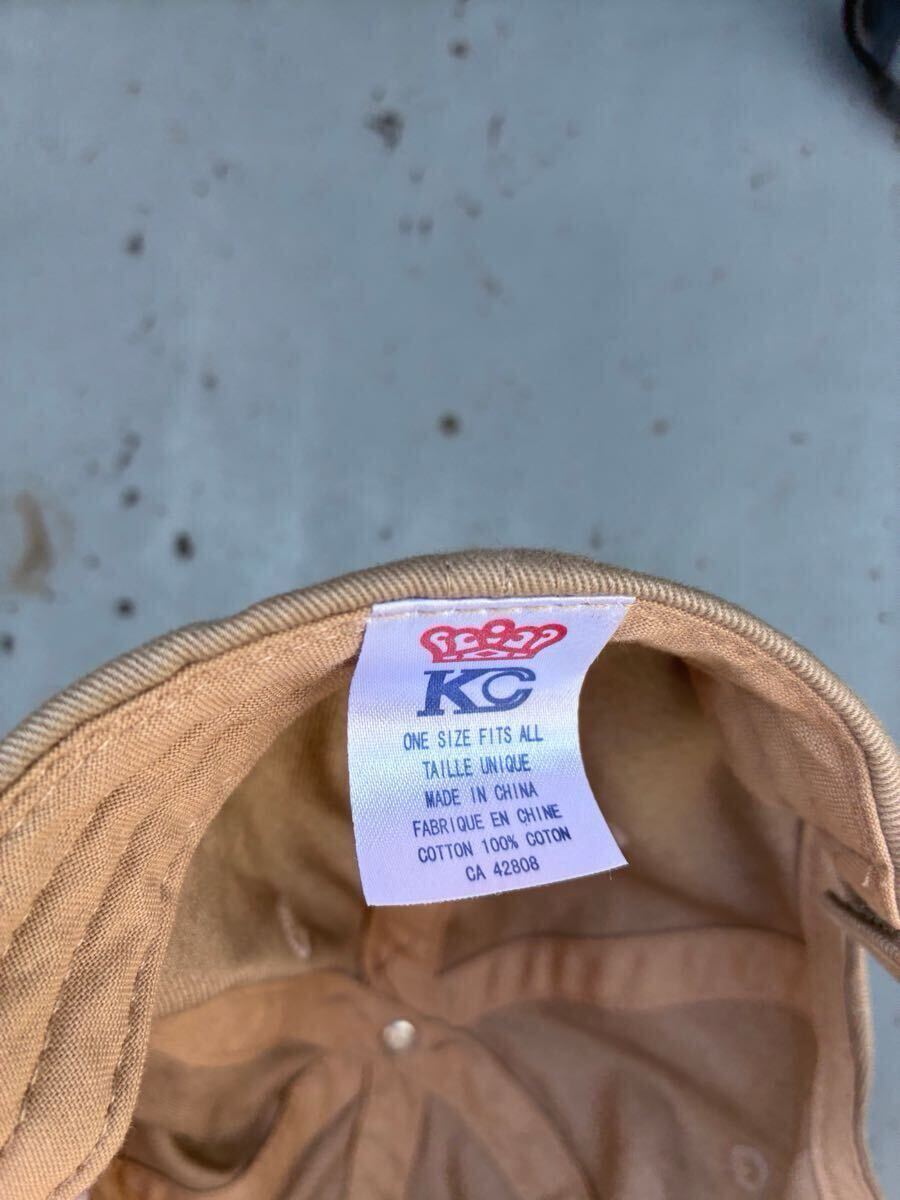 KC
ONE SIZE FITS ALL
TAILLE UNIQUE
MADE IN CHINA
FABRIQUE EN CHINE
COTTON 100% COTON
CA 42808